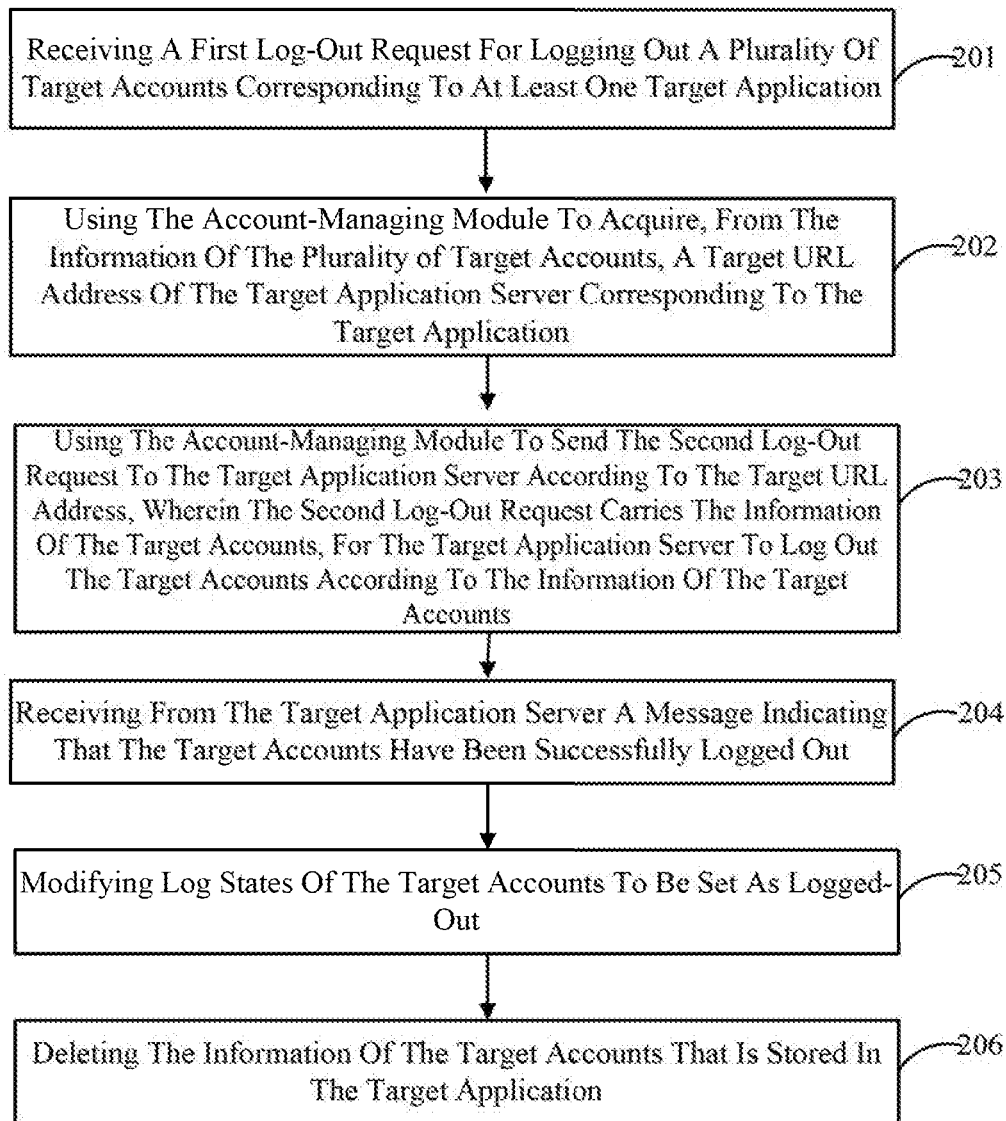 Receiving A First Log-Out Request For Logging Out A Plurality Of
Target Accounts Corresponding To At Least One Target Application
201
Using The Account-Managing Module To Acquire, From The
Information Of The Plurality of Target Accounts, A Target URL
Address Of The Target Application Server Corresponding To The
Target Application
202
Using The Account-Managing Module To Send The Second Log-Out
Request To The Target Application Server According To The Target URL
Address, Wherein The Second Log-Out Request Carries The Information
Of The Target Accounts, For The Target Application Server To Log Out
The Target Accounts According To The Information Of The Target
Accounts
203
Receiving From The Target Application Server A Message Indicating
That The Target Accounts Have Been Successfully Logged Out
204
Modifying Log States Of The Target Accounts To Be Set As Logged-
Out
205
Deleting The Information Of The Target Accounts That Is Stored In
The Target Application
206